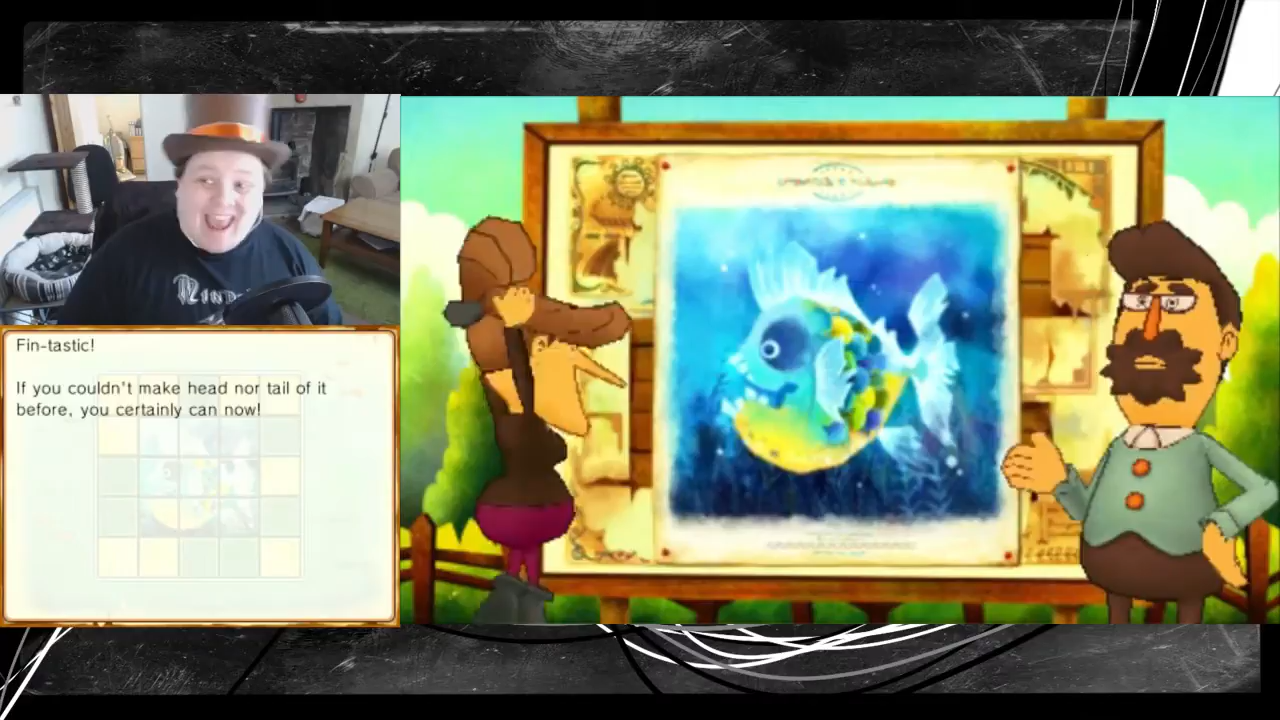 Fin-tastic!
If you couldn't make head nor tail of it
before, you certainly can now!